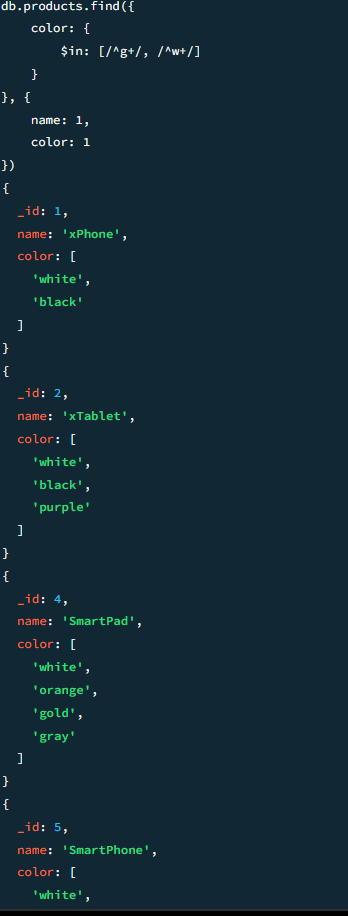 db.products.find({
    color: {
        $in: [/^g+/, /^w+/]
    }
}, {
    name: 1,
    color: 1
})
{
  _id: 1,
  name: 'xPhone',
  color: [
    'white',
    'black'
  ]
}
{
  _id: 2,
  name: 'xTablet',
  color: [
    'white',
    'black',
    'purple'
  ]
}
{
  _id: 4,
  name: 'SmartPad',
  color: [
    'white',
    'orange',
    'gold',
    'gray'
  ]
}
{
  _id: 5,
  name: 'SmartPhone',
  color: [
    'white',